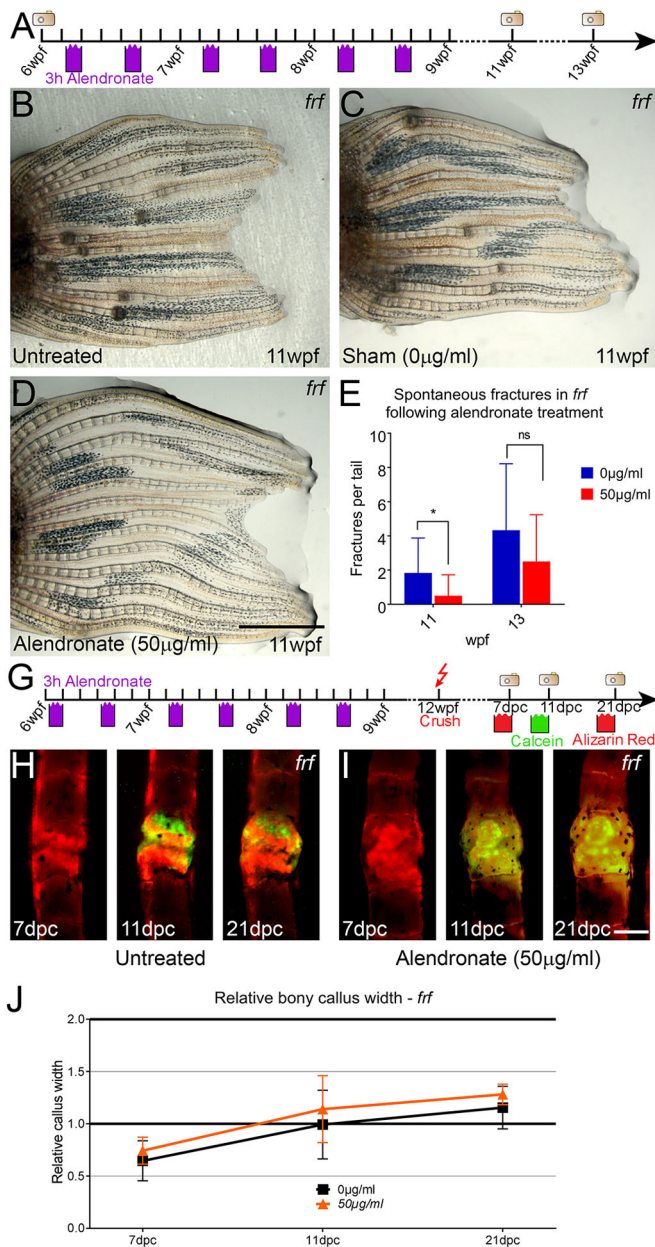 A
6wpf
7wpf
8wpf
9wpf
11wpf
13wpf
3h Alendronate
B
frf
Untreated
11wpf
C
frf
Sham (0µg/ml)
11wpf
D
frf
Alendronate (50µg/ml)
11wpf
E
Spontaneous fractures in frf
following alendronate treatment
Fractures per tail
10
8
6
4
2
0
*
ns
0µg/ml
50µg/ml
11
13
wpf
G
3h Alendronate
6wpf
7wpf
8wpf
9wpf
12wpf
Crush
7dpc
11dpc
21dpc
Calcein
Alizarin Red
H
frf
7dpc
11dpc
21dpc
Untreated
I
frf
7dpc
11dpc
21dpc
Alendronate (50µg/ml)
J
Relative bony callus width - frf
Relative callus width
2.0
1.5
1.0
0.5
0.0
0µg/ml
50µg/ml
7dpc
11dpc
21dpc